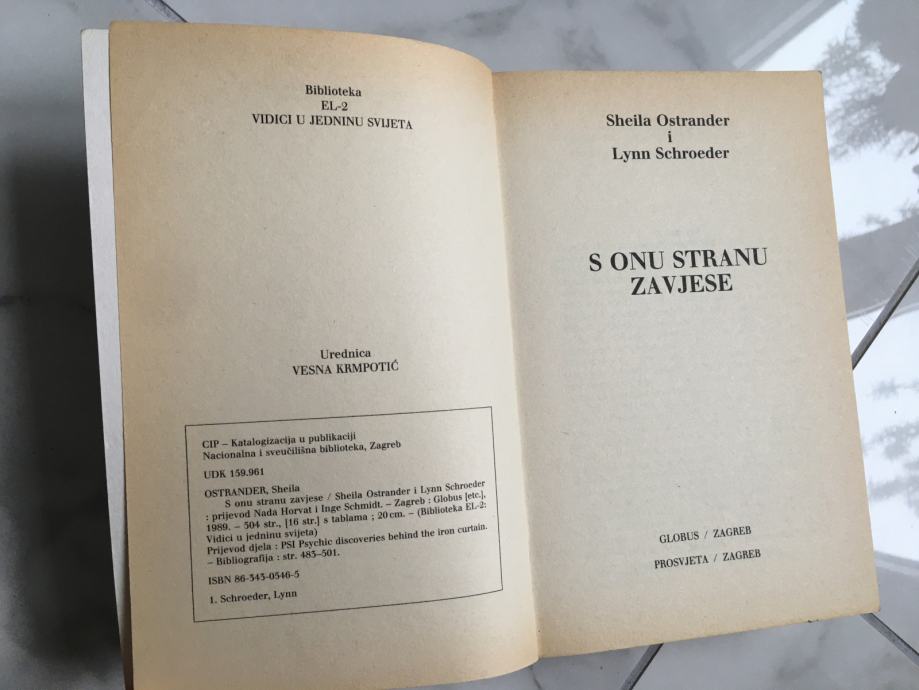 Biblioteka
EL-2
VIDICI U JEDNINU SVIJETA
Urednica
VESNA KRMPOTIĆ
CIP – Katalogizacija u publikaciji
Nacionalna i sveučilišna biblioteka, Zagreb
UDK 159.961
OSTRANDER, Sheila
S onu stranu zavjese / Sheila Ostrander i Lynn Schroeder
: prijevod Nada Horvat i Inge Schmidt. – Zagreb : Globus [etc.],
1989. – 504 str., [16 str.] s tablama ; 20 cm. – (Biblioteka EL-2:
Vidici u jedninu svijeta)
Prijevod djela : PSI Psychic discoveries behind the iron curtain.
– Bibliografija : str. 483–501.
ISBN 86-343-0546-5
1. Schroeder, Lynn
Sheila Ostrander
i
Lynn Schroeder
S ONU STRANU
ZAVJESE
GLOBUS / ZAGREB
PROSVJETA / ZAGREB